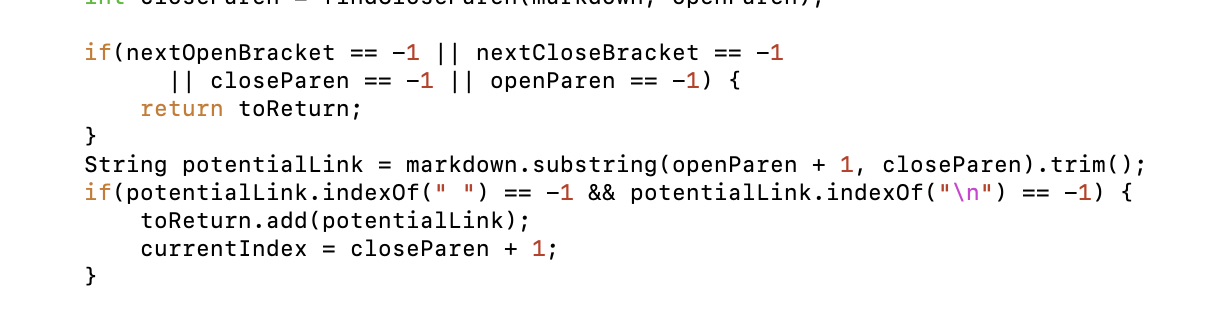 int closeParen = findCloseParen(markdown, openParen);
if(nextOpenBracket == -1 || nextCloseBracket == -1
|| closeParen == -1 || openParen == -1) {
return toReturn;
}
String potentialLink = markdown.substring(openParen + 1, closeParen).trim();
if(potentialLink.indexOf(" ") == -1 && potentialLink.indexOf("\n") == -1) {
toReturn.add(potentialLink);
currentIndex = closeParen + 1;
}